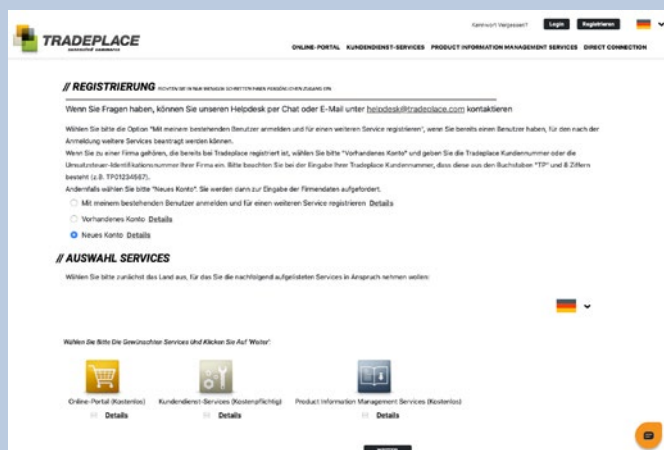 Kennwort Vergessen?
Login
Registrieren
TRADEPLACE
ONLINE-PORTAL KUNDENDIENST-SERVICES PRODUCT INFORMATION MANAGEMENT SERVICES DIRECT CONNECTION
// REGISTRIERUNG
Wenn Sie Fragen haben, können Sie unseren Helpdesk per Chat oder E-Mail unter helpdesk@tradeplace.com kontaktieren
Wählen Sie bitte die Option "Mit meinem bestehenden Benutzer anmelden und für einen weiteren Service registrieren", wenn Sie bereits einen Benutzer haben, für den nach der
Anmeldung weitere Services beantragt werden können.
Wenn Sie zu einer Firma gehören, die bereits bei Tradeplace registriert ist, wählen Sie bitte "Vorhandenes Konto" und geben Sie die Tradeplace Kundennummer oder die
Umsatzsteuer-Identifikationsnummer Ihrer Firma ein. Bitte beachten Sie bei der Eingabe Ihrer Tradeplace Kundennummer, dass diese aus den Buchstaben "TP" und 8 Ziffern
besteht (z.B. TP01234567).
Andernfalls wählen Sie bitte "Neues Konto". Sie werden dann zur Eingabe der Firmendaten aufgefordert.
Mit meinem bestehenden Benutzer anmelden und für einen weiteren Service registrieren Details
Vorhandenes Konto Details
Neues Konto Details
// AUSWAHL SERVICES
Wählen Sie bitte zunächst das Land aus, für das Sie die nachfolgend aufgelisteten Services in Anspruch nehmen wollen:
Wählen Sie Bitte Die Gewünschten Services Und Klicken Sie Auf 'Weiter'
Online-Portal (Kostenlos) Kundendienst-Services (Kostenpflichtig) Product Information Management Services (Kostenlos)
Details Details Details